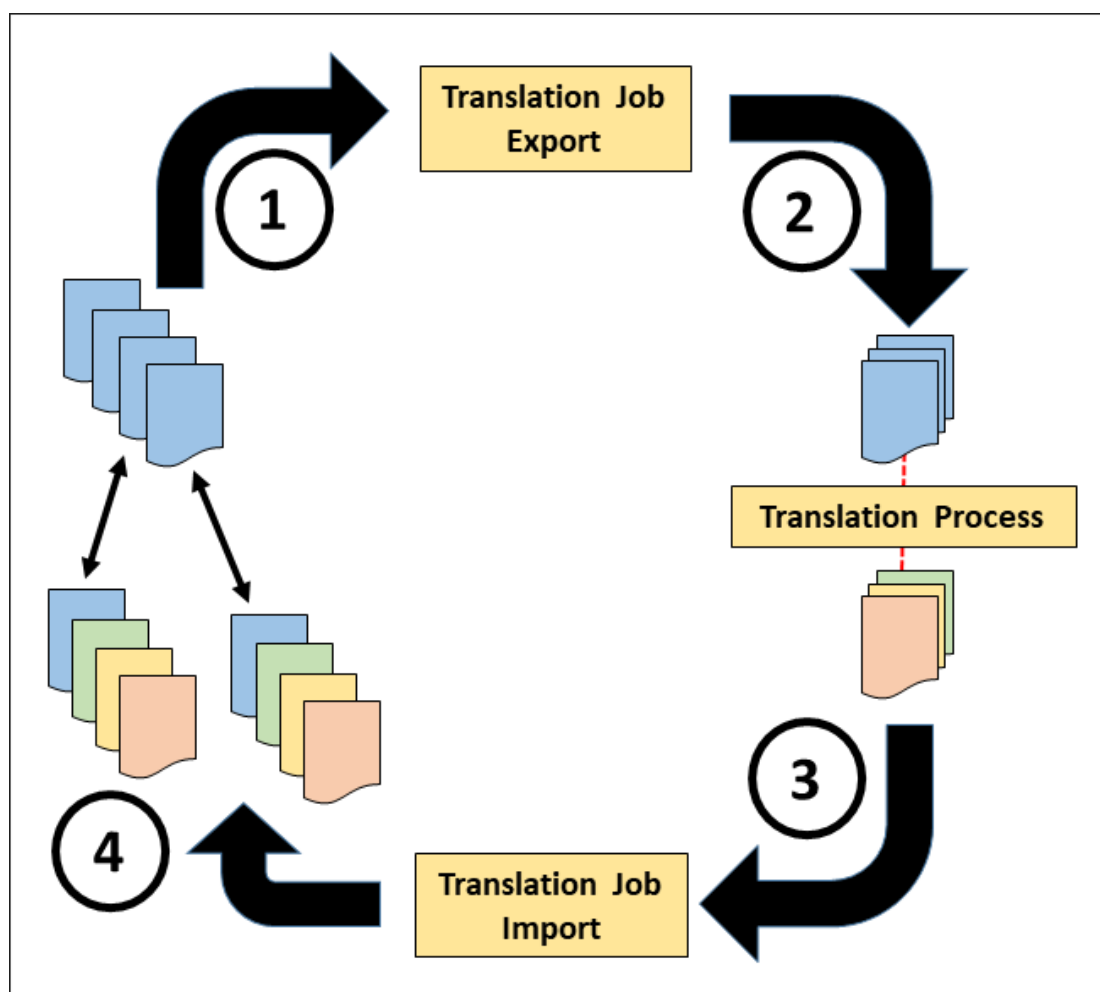 Translation Job
Export
1
2
Translation Process
3
4
Translation Job
Import